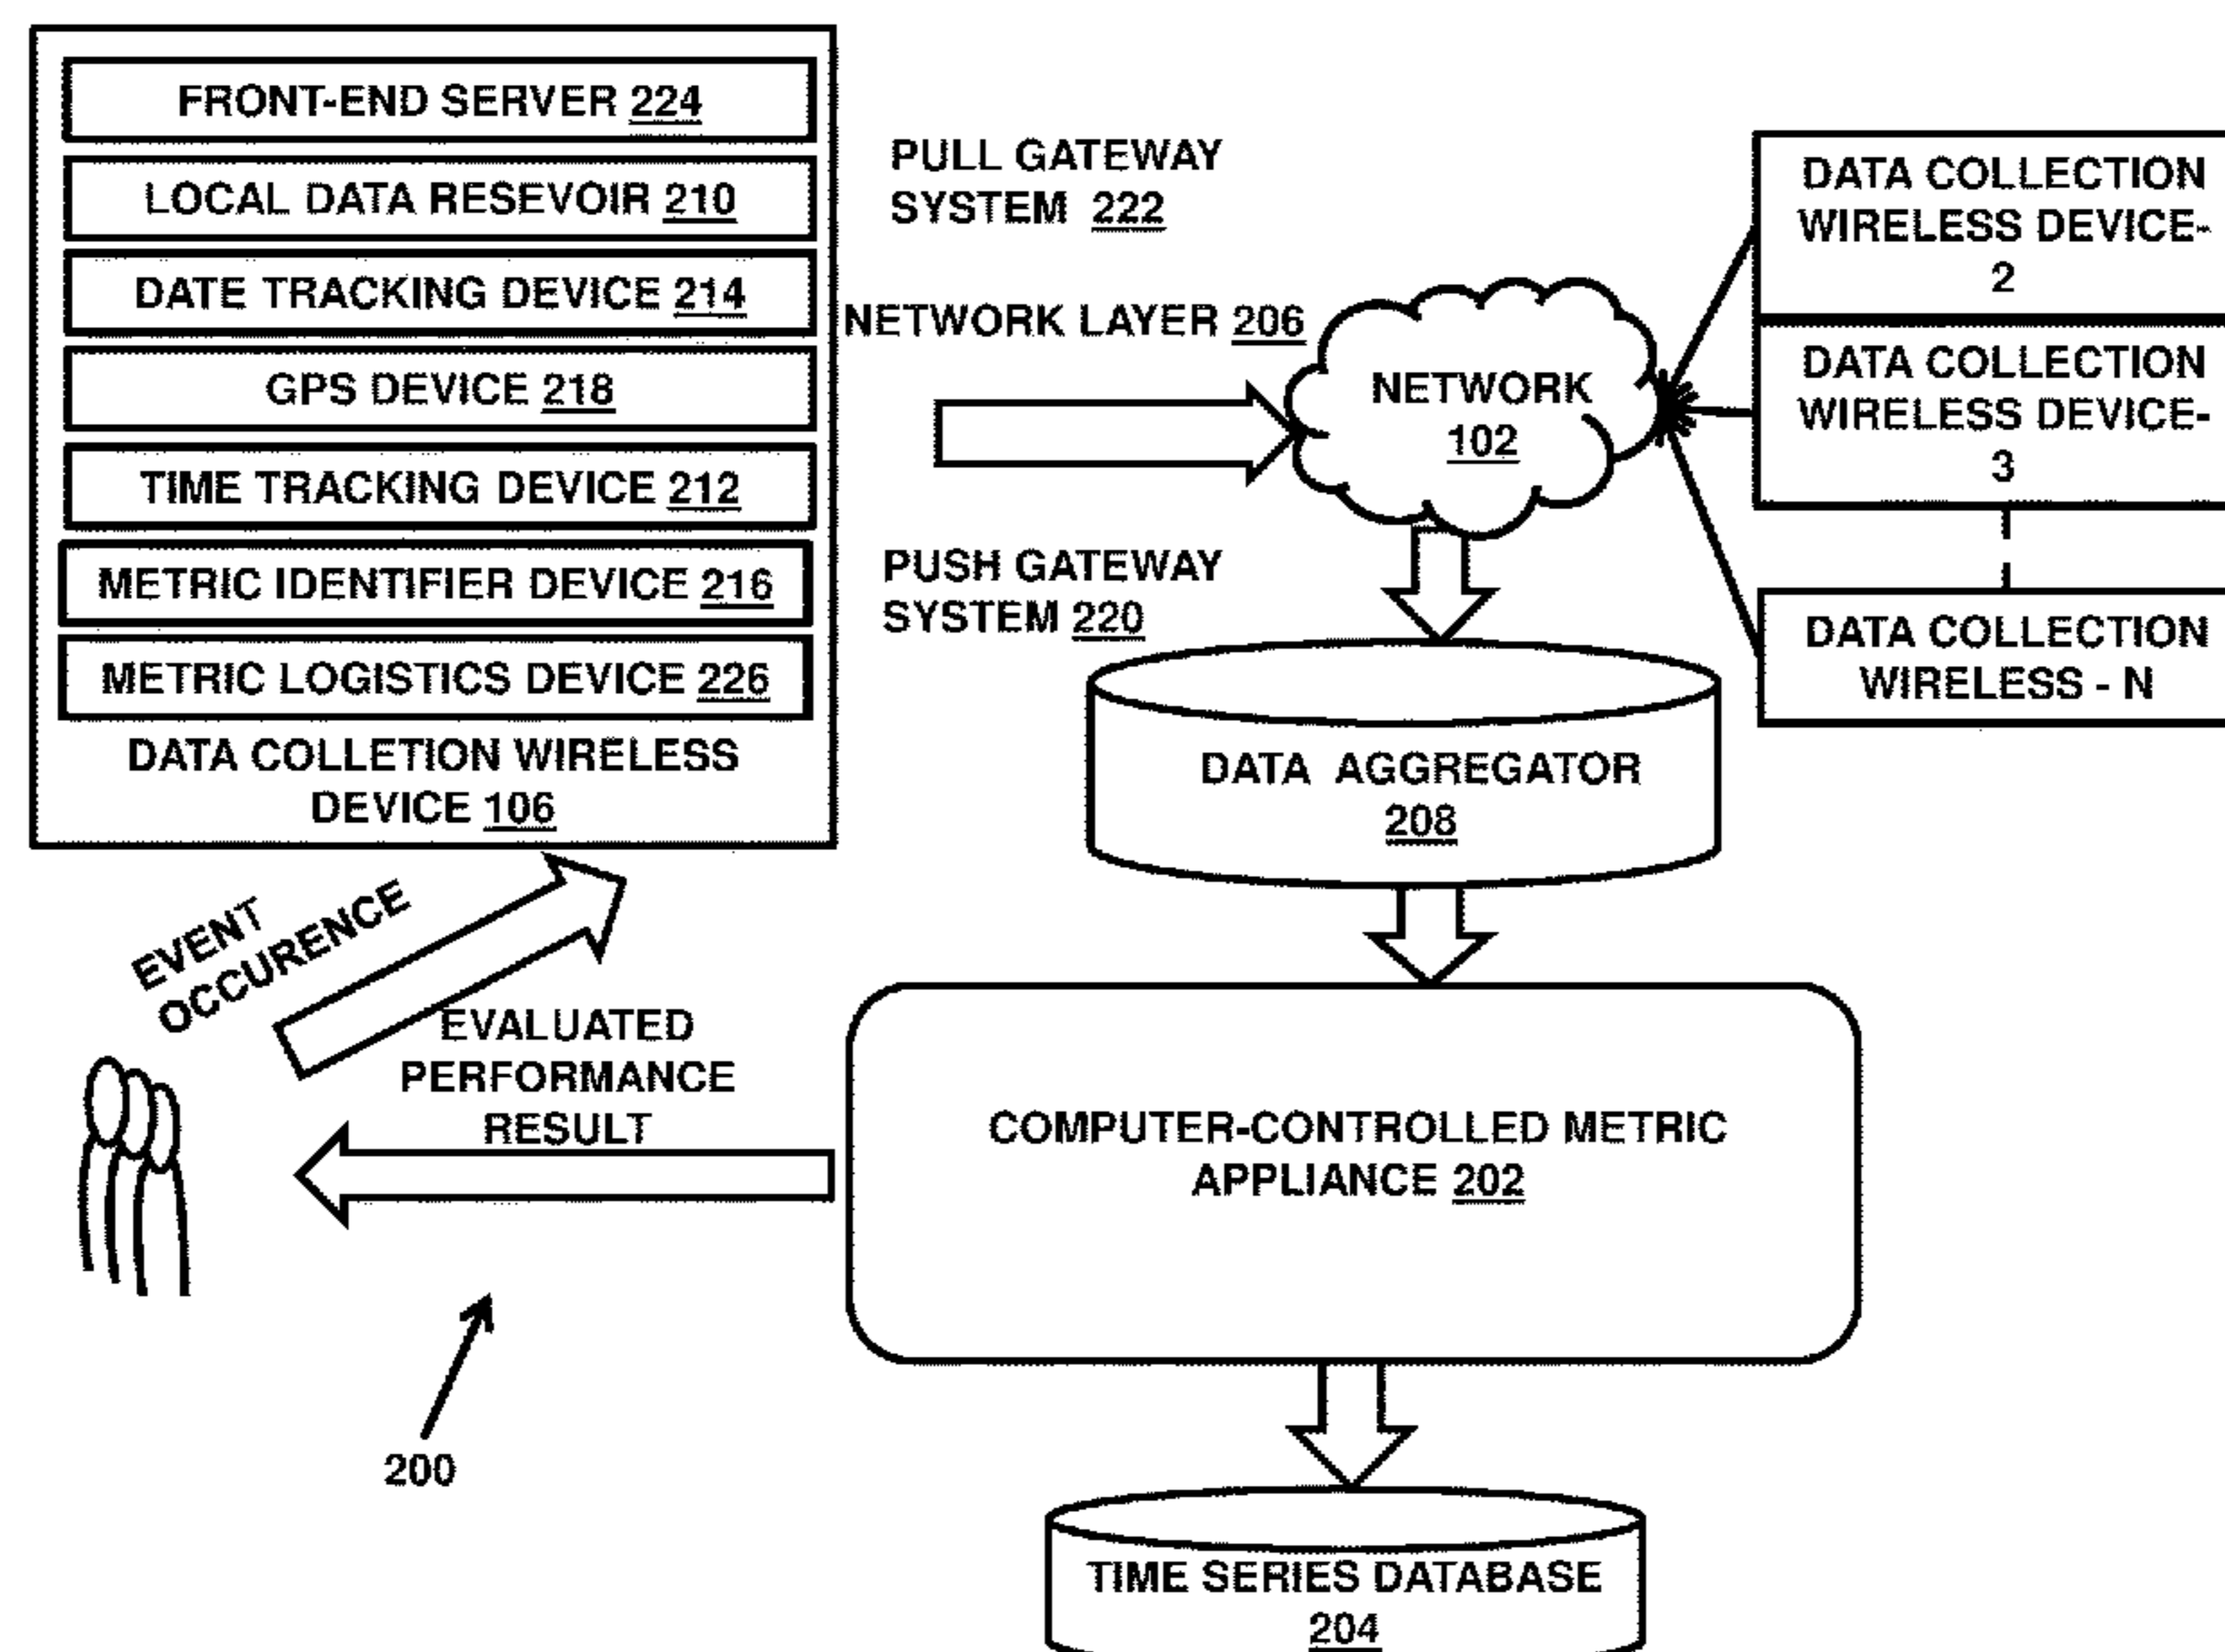 FRONT-END SERVER 224
LOCAL DATA RESEVOIR 210
DATE TRACKING DEVICE 214
GPS DEVICE 218
TIME TRACKING DEVICE 212
METRIC IDENTIFIER DEVICE 216
METRIC LOGISTICS DEVICE 226
DATA COLLETION WIRELESS
DEVICE 106
PULL GATEWAY
SYSTEM 222
NETWORK LAYER 206
NETWORK
102
DATA COLLECTION
WIRELESS DEVICE-
2
DATA COLLECTION
WIRELESS DEVICE-
3
DATA COLLECTION
WIRELESS - N
PUSH GATEWAY
SYSTEM 220
DATA AGGREGATOR
208
EVENT
OCCURENCE
EVALUATED
PERFORMANCE
RESULT
COMPUTER-CONTROLLED METRIC
APPLIANCE 202
200
TIME SERIES DATABASE
204